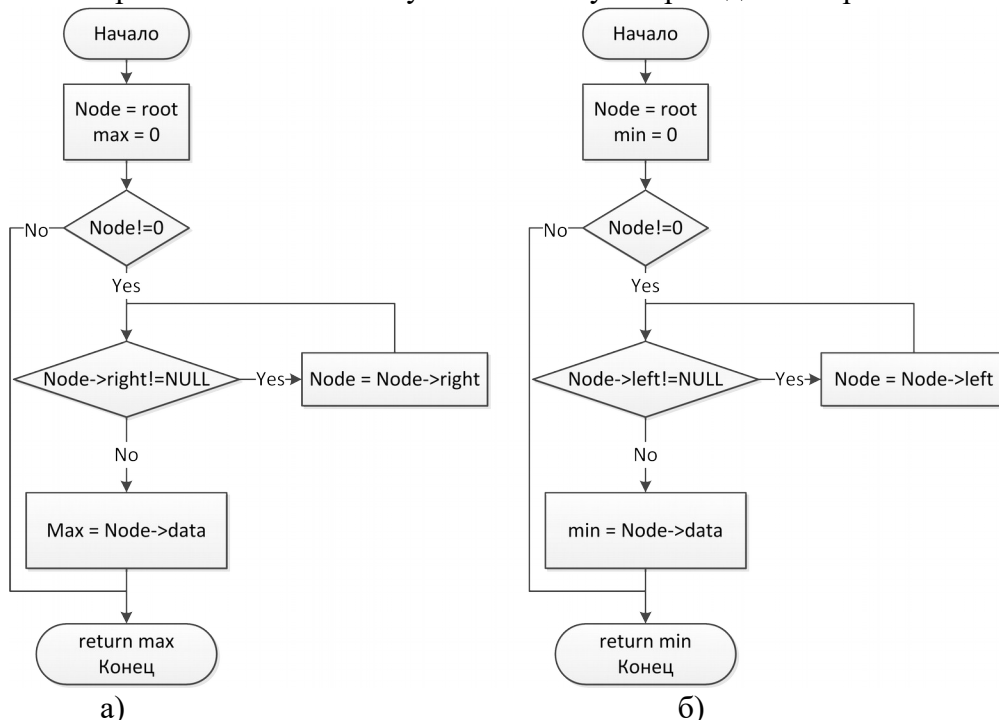 Начало
Node = root
max = 0
Node!=0
No
Yes
Node->right!=NULL
Yes
Node = Node->right
No
Max = Node->data
return max
Конец
а)
Начало
Node = root
min = 0
Node!=0
No
Yes
Node->left!=NULL
Yes
Node = Node->left
No
min = Node->data
return min
Конец
б)